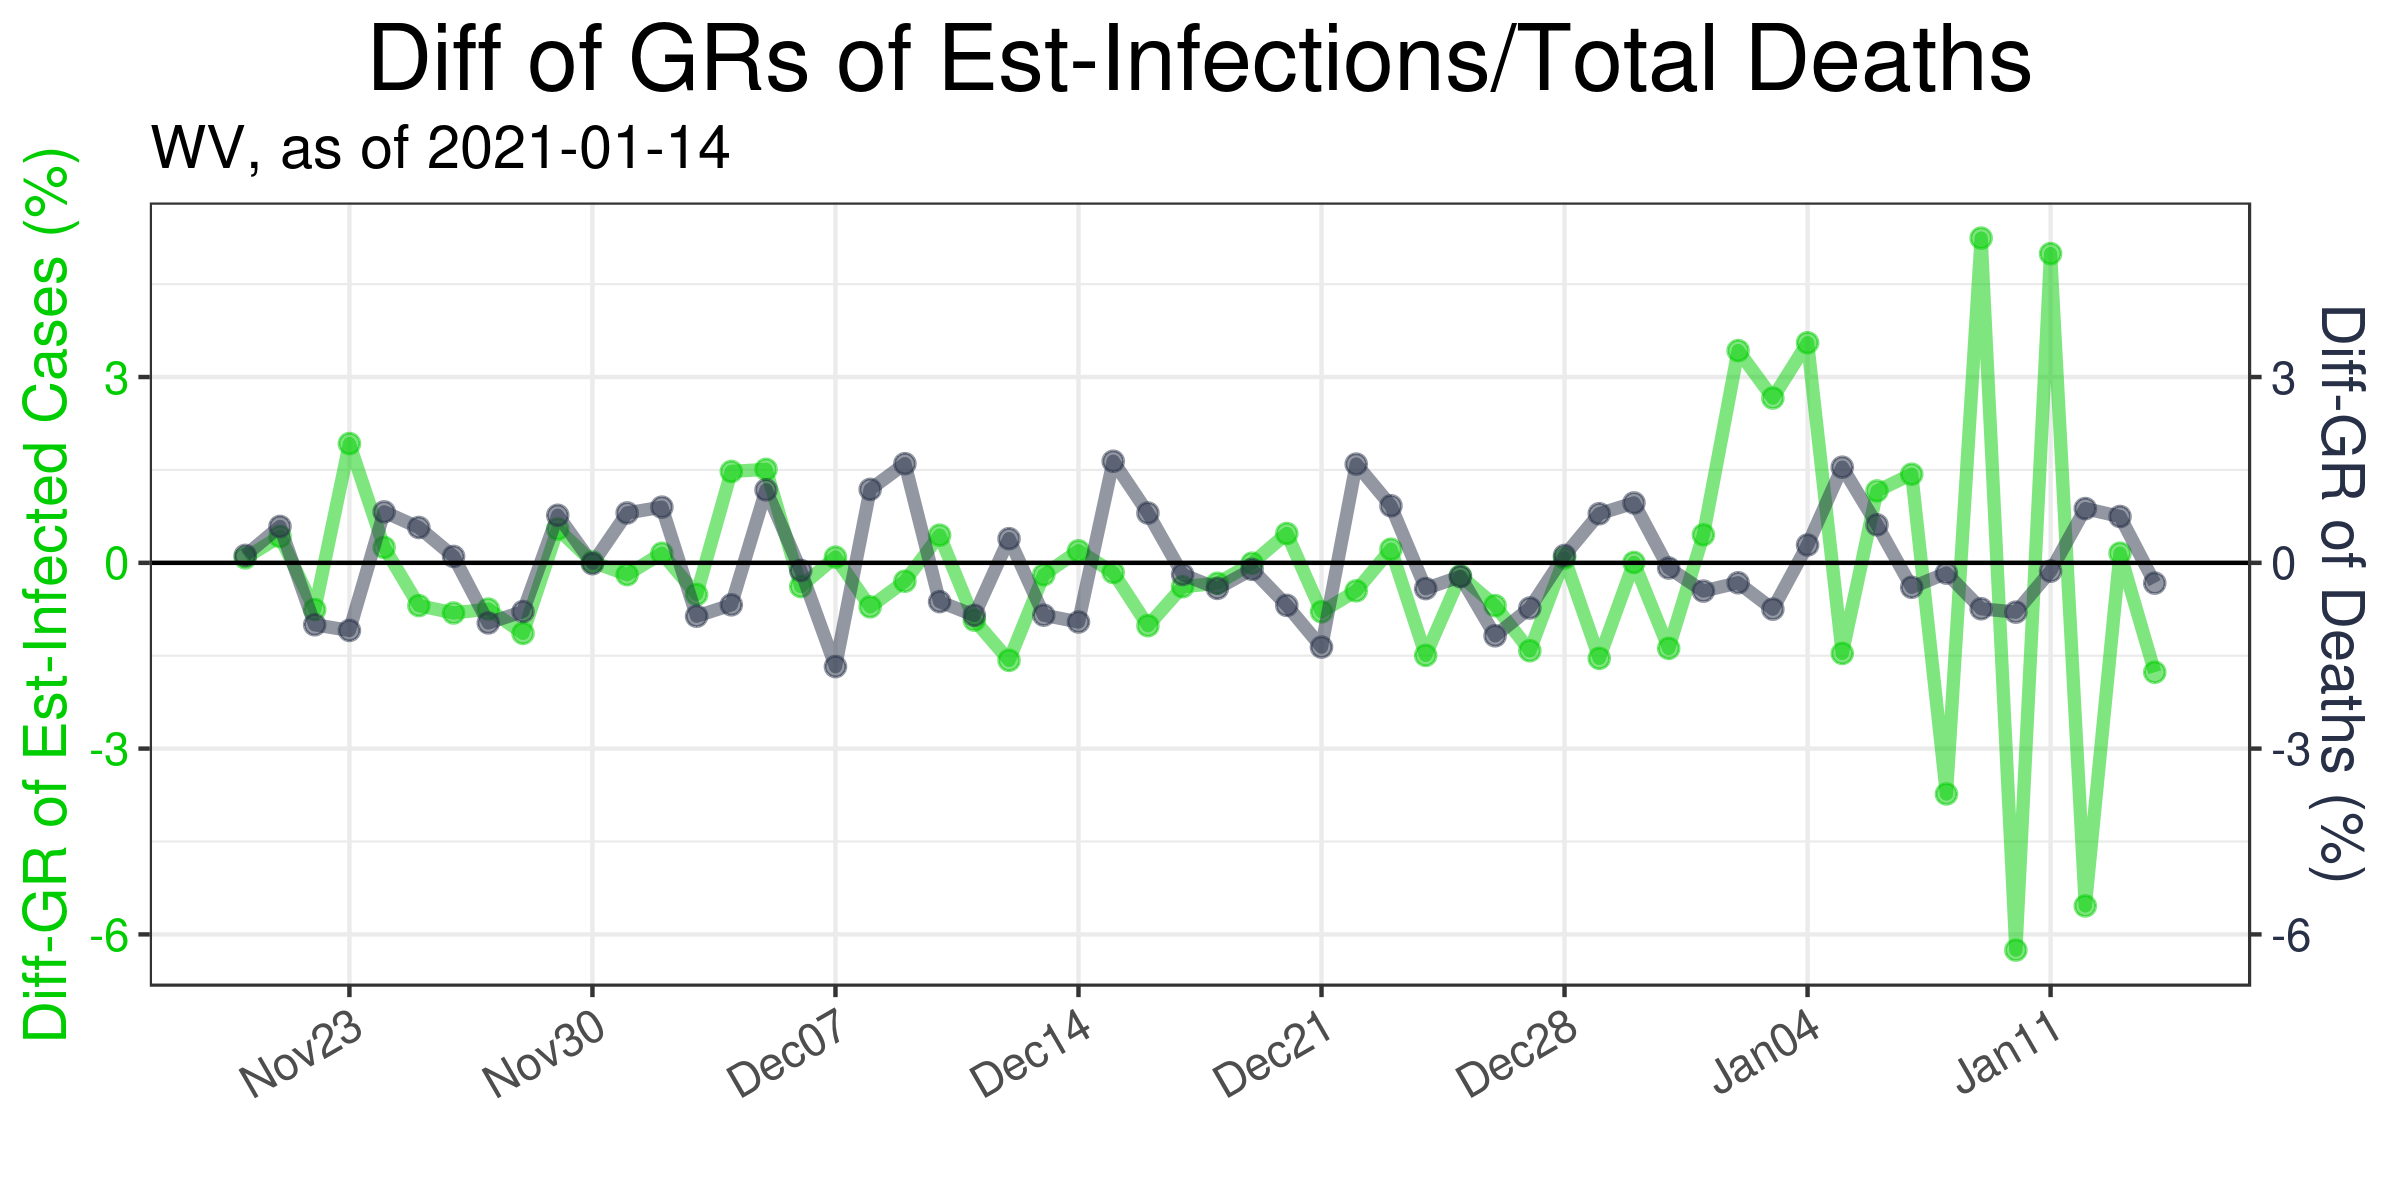 Diff of GRs of Est-Infections/Total Deaths
WV, as of 2021-01-14
Diff-GR of Est-Infected Cases (%)
3
0
-3
-6
3
0
-3
-6
Diff-GR of Deaths (%)
Nov23
Nov30
Dec07
Dec14
Dec21
Dec28
Jan04
Jan11